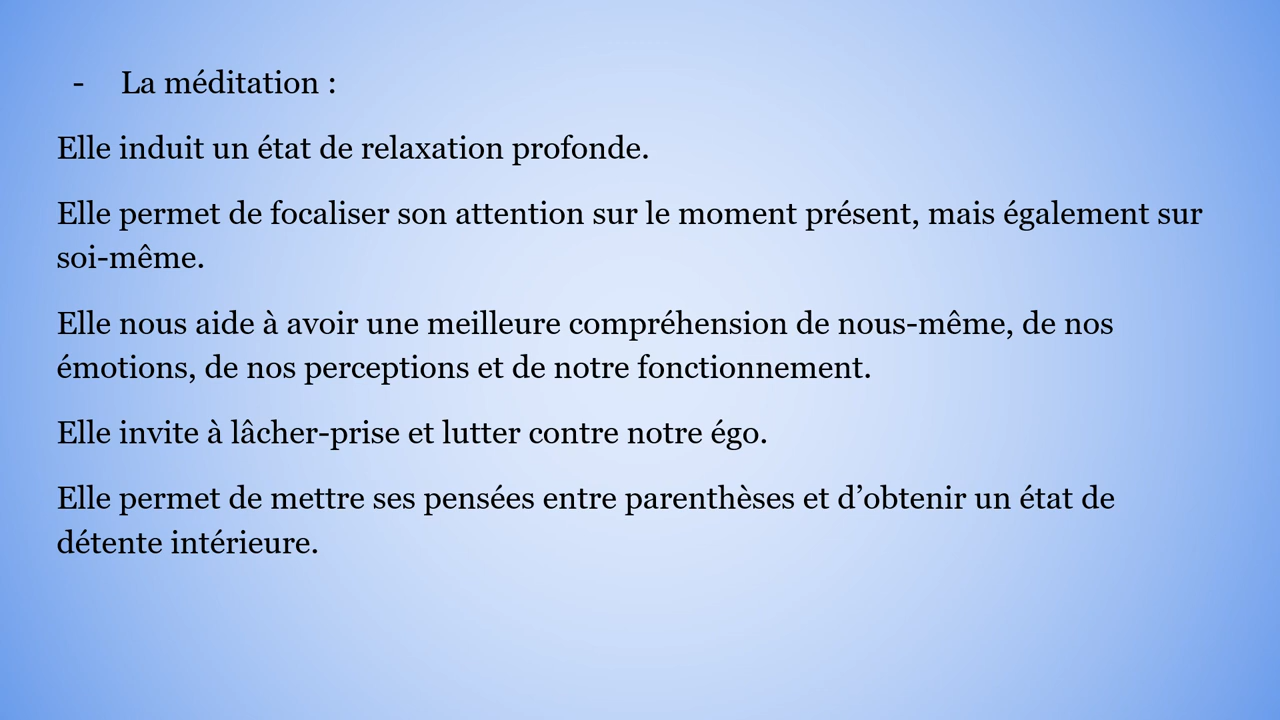 - La méditation :
Elle induit un état de relaxation profonde.
Elle permet de focaliser son attention sur le moment présent, mais également sur
soi-même.
Elle nous aide à avoir une meilleure compréhension de nous-même, de nos
émotions, de nos perceptions et de notre fonctionnement.
Elle invite à lâcher-prise et lutter contre notre égo.
Elle permet de mettre ses pensées entre parenthèses et d’obtenir un état de
détente intérieure.